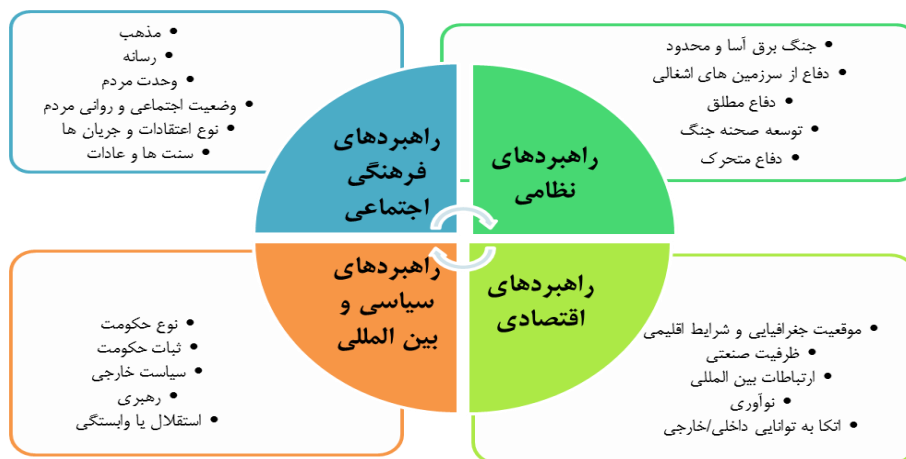 جنگ برق آسا و محدود
دفاع از سرزمین های اشغالی
دفاع مطلق
توسعه صحنه جنگ
دفاع متحرک
راهبردهای
نظامی
مذهب
رسانه
وحدت مردم
وضعیت اجتماعی و روانی مردم
نوع اعتقادات و جریان ها
سنت ها و عادات
راهبردهای
فرهنگی
اجتماعی
راهبردهای
اقتصادی
موقعیت جغرافیایی و شرایط اقلیمی
ظرفیت صنعتی
ارتباطات بین المللی
نوآوری
اتکا به توانایی داخلی/خارجی
راهبردهای
سیاسی و
بین المللی
نوع حکومت
ثبات حکومت
سیاست خارجی
رهبری
استقلال یا وابستگی